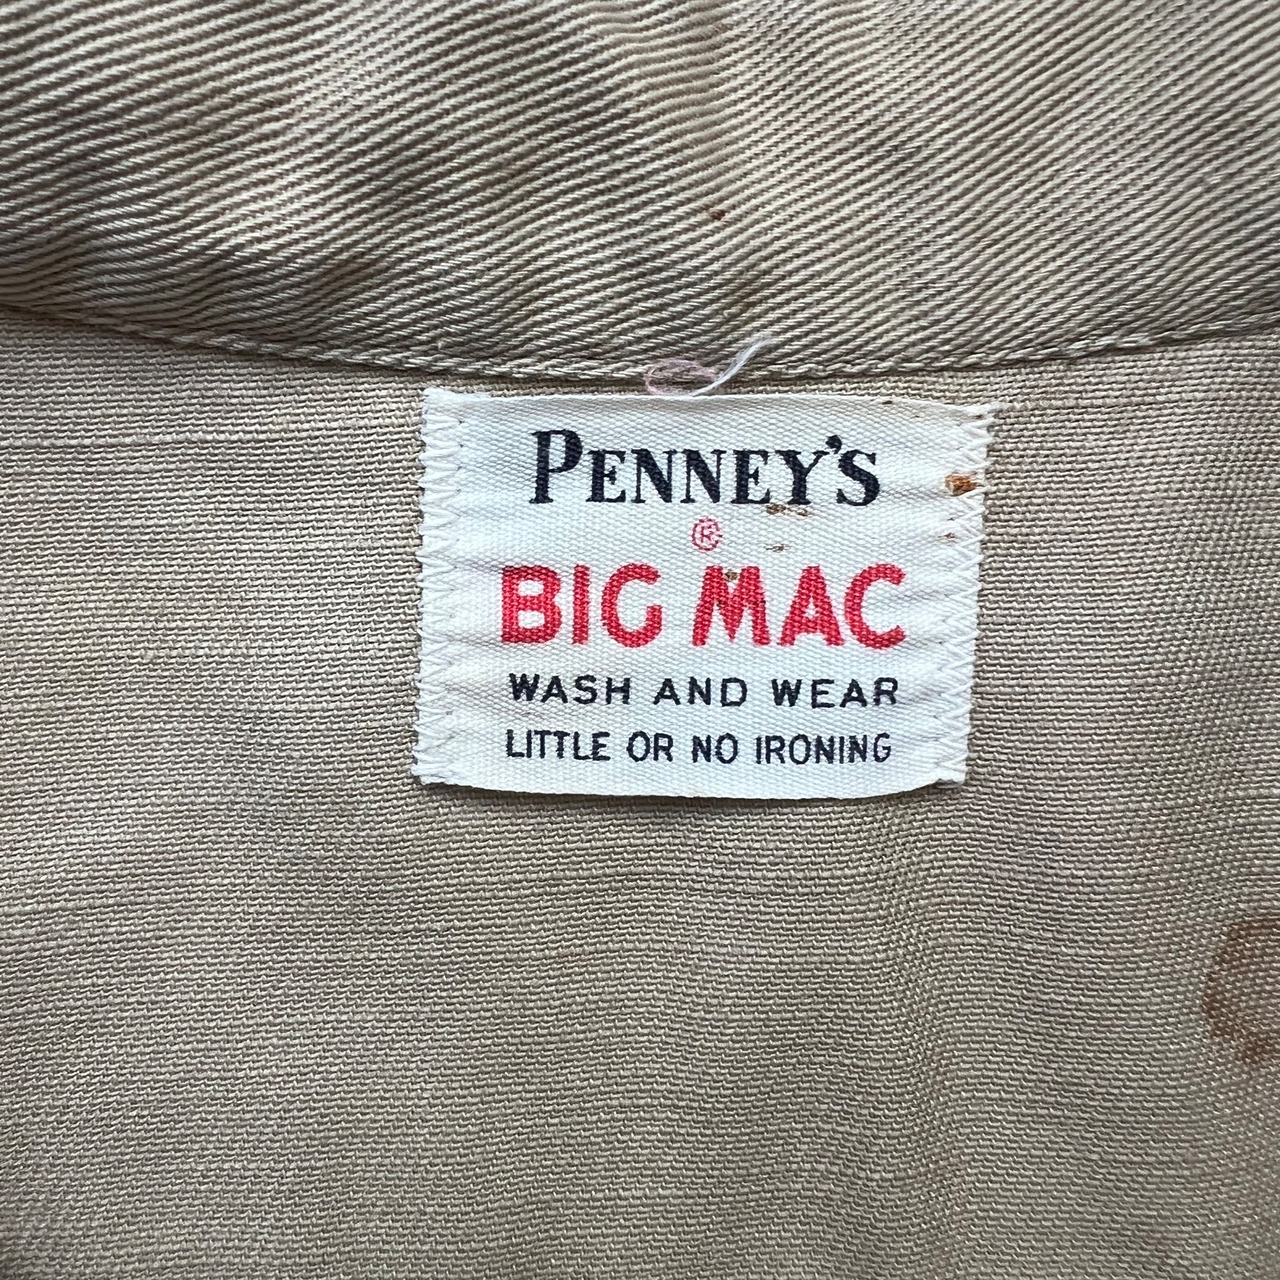 PENNEY'S
®
BIG MAC
WASH AND WEAR
LITTLE OR NO IRONING